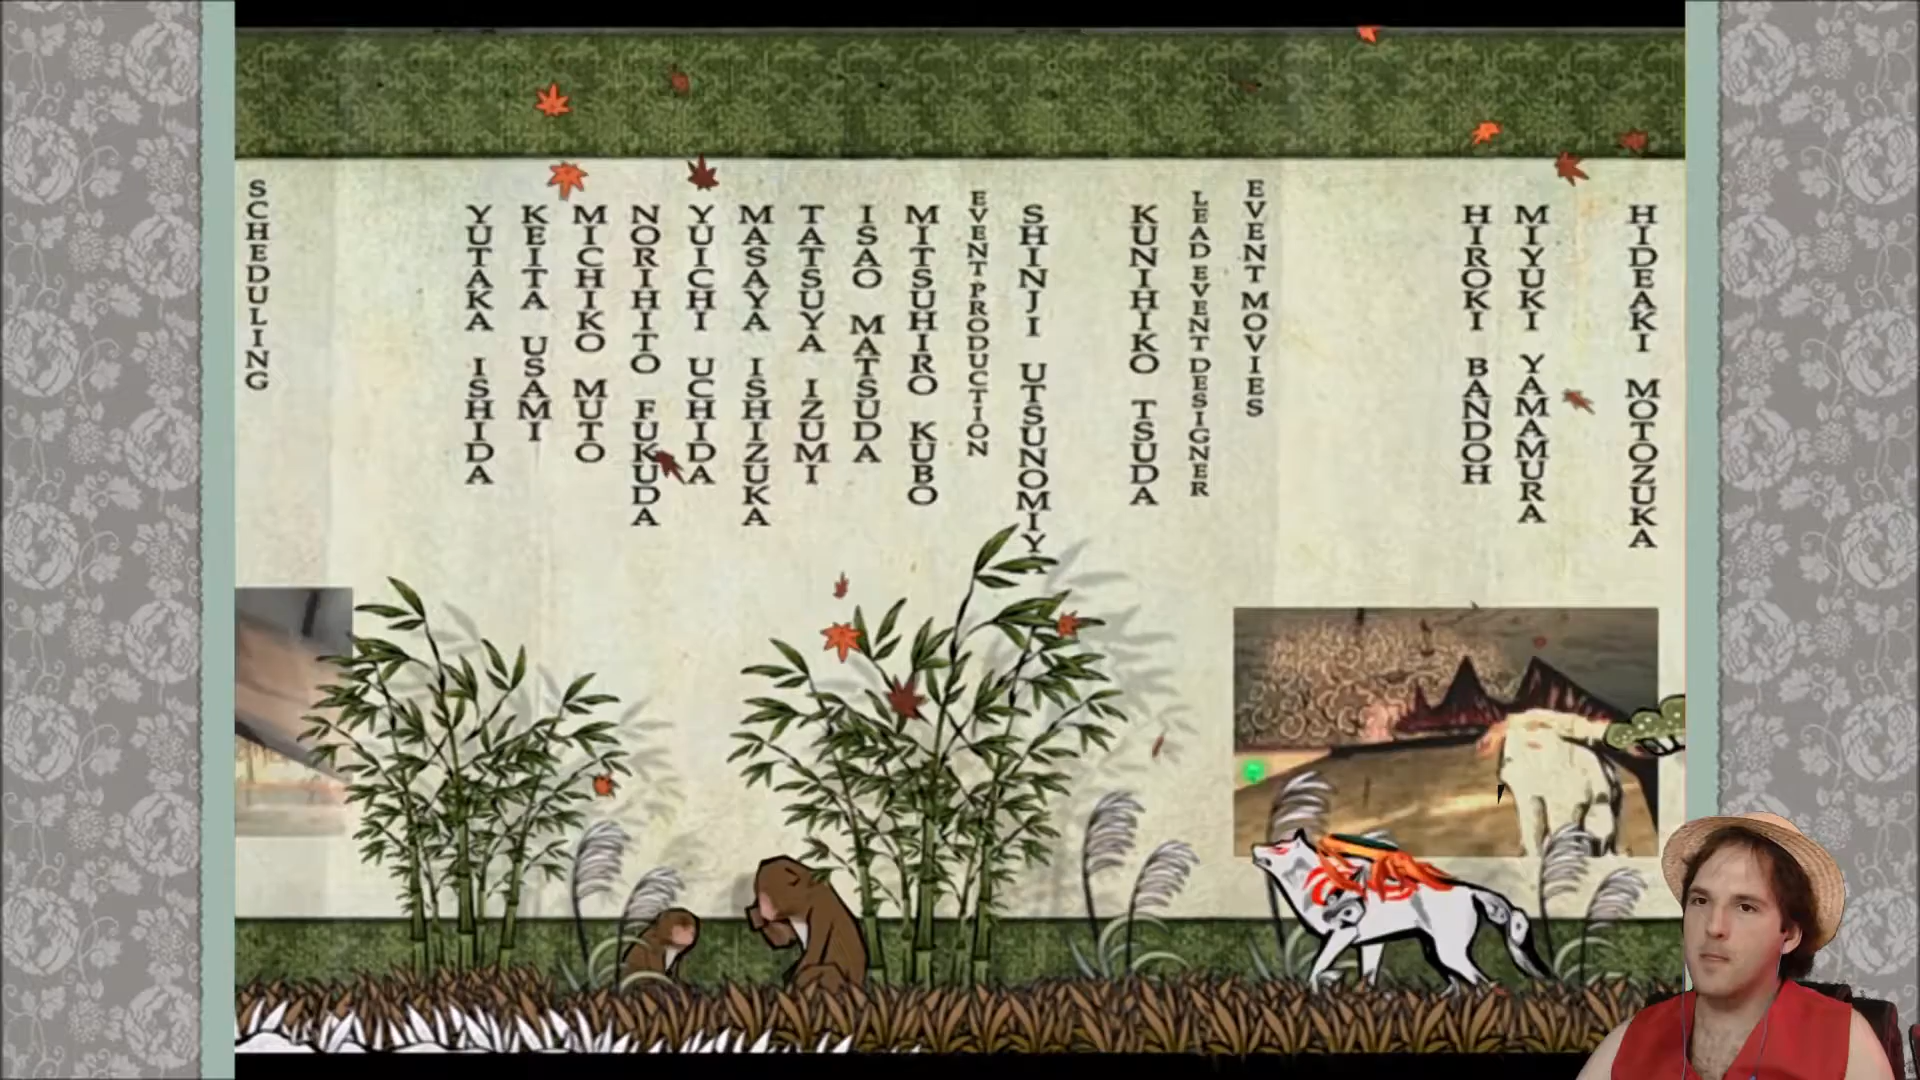 HIDEAKI MOTOZUKA
MIYUKI YAMAMURA
HIROKI BANDOH
EVENT MOVIES
LEAD EVENT DESIGNER
KUNIHIKO TSUDA
SHINJI UTSUNOMIYA
EVENT PRODUCTION
MITSUHIRO KUBO
ISAO MATSUDA
TATSUYA IZUMI
MASAYA ISHIZUKA
YUICHI UCHIDA
NORIHITO FUKUDA
MICHIKO MUTO
KEITA USAMI
YUTAKA ISHIDA
SCHEDULING